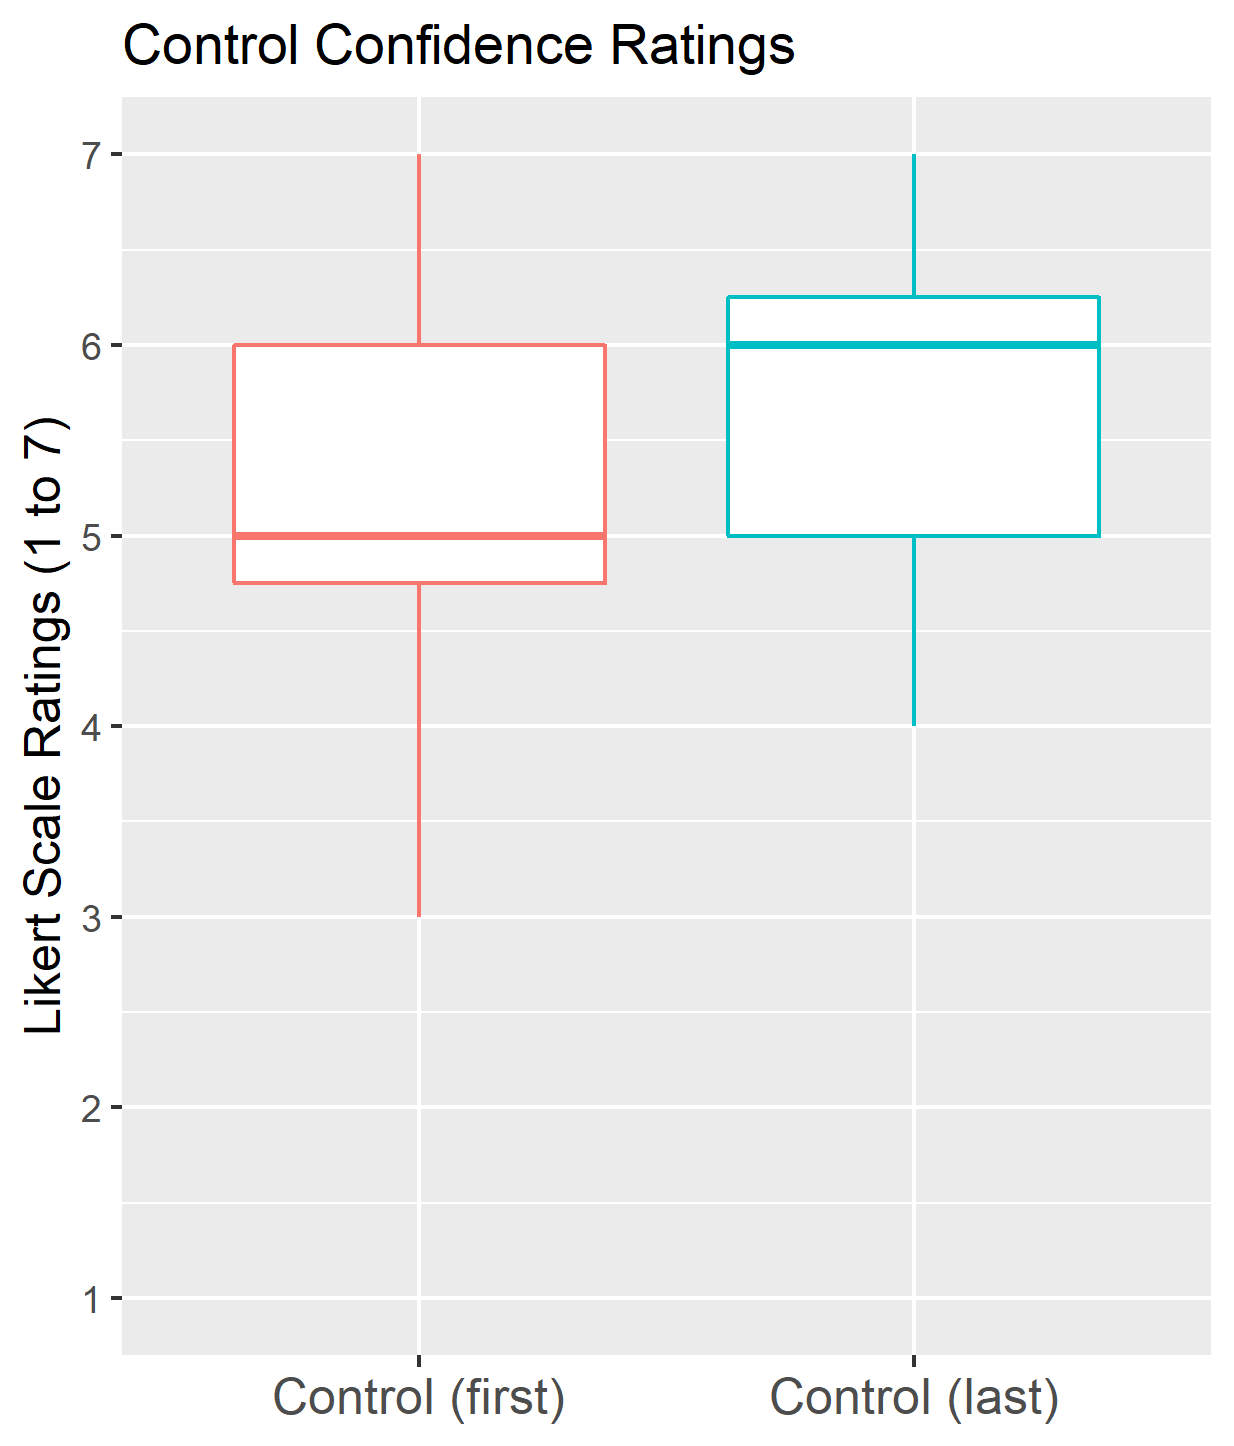 Control Confidence Ratings
Likert Scale Ratings (1 to 7)
7
6
5
4
3
2
1
Control (first)
Control (last)